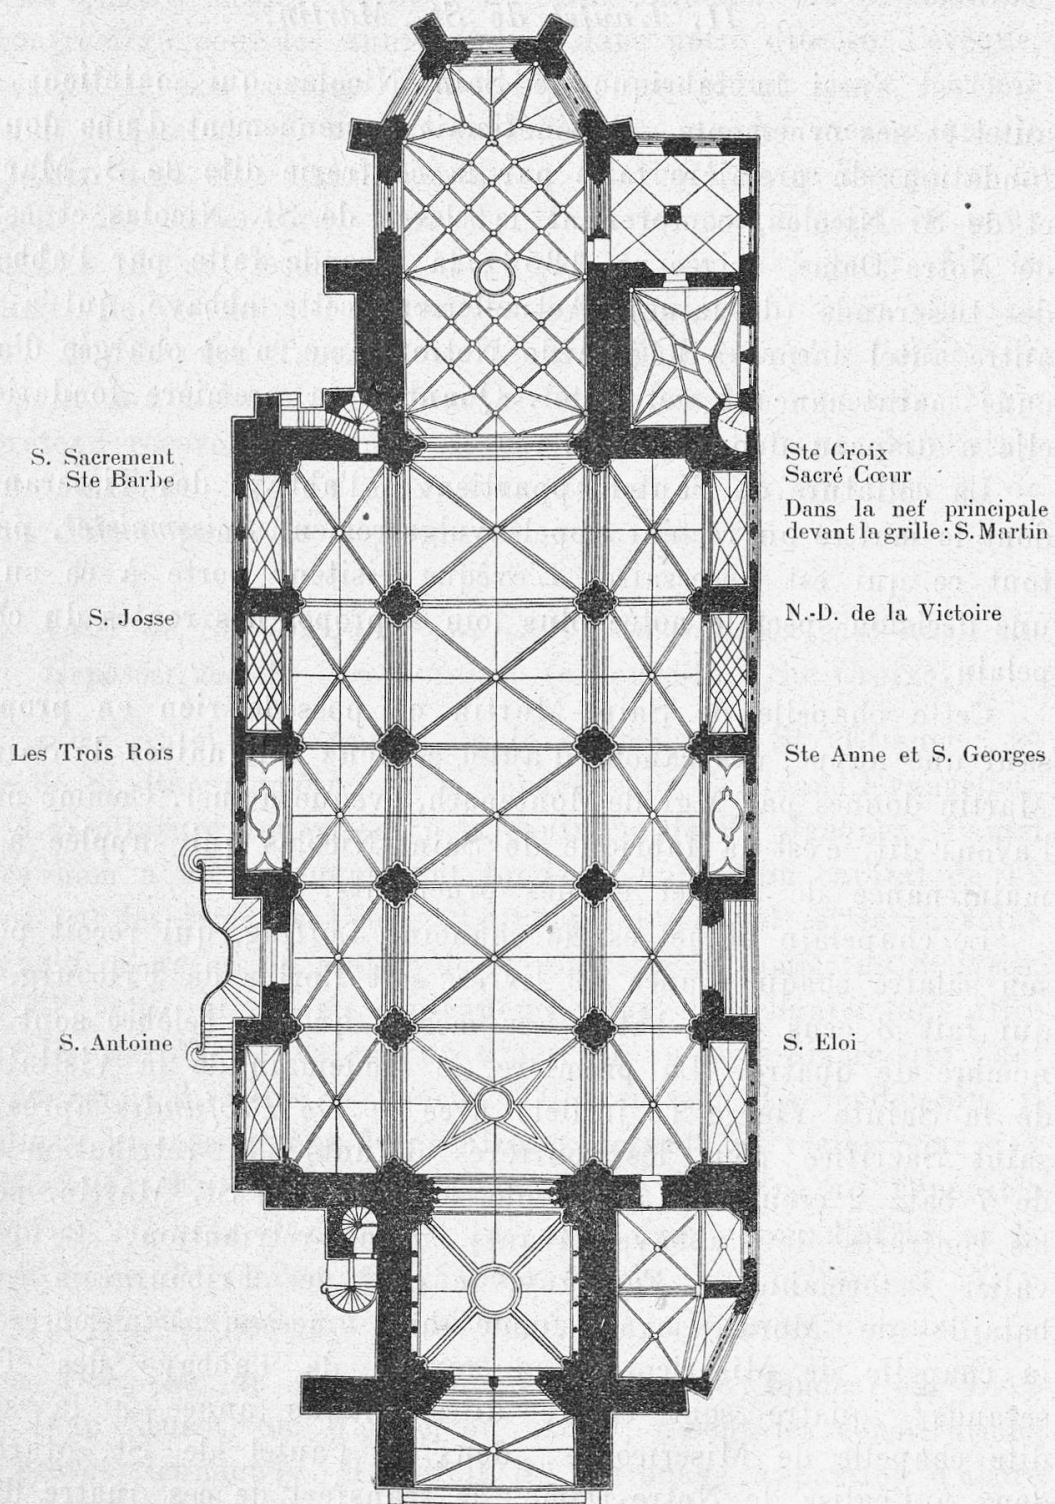 S. Sacrement
Ste Barbe
S. Josse
Les Trois Rois
S. Antoine
Ste Croix
Sacré Cœur
Dans la nef principale
devant la grille: S. Martin
N.-D. de la Victoire
Ste Anne et S. Georges
S. Eloi